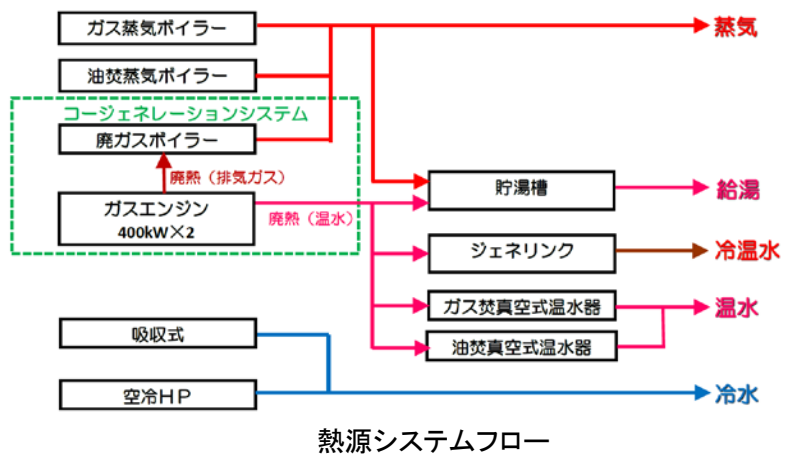 ガス蒸気ボイラー
蒸気
油焚蒸気ボイラー
コージェネレーションシステム
廃ガスボイラー
廃熱（排気ガス）
ガスエンジン
400kW×2
廃熱（温水）
貯湯槽
給湯
ジェネリンク
冷温水
ガス焚真空式温水器
温水
油焚真空式温水器
吸収式
空冷ＨＰ
冷水
熱源システムフロー